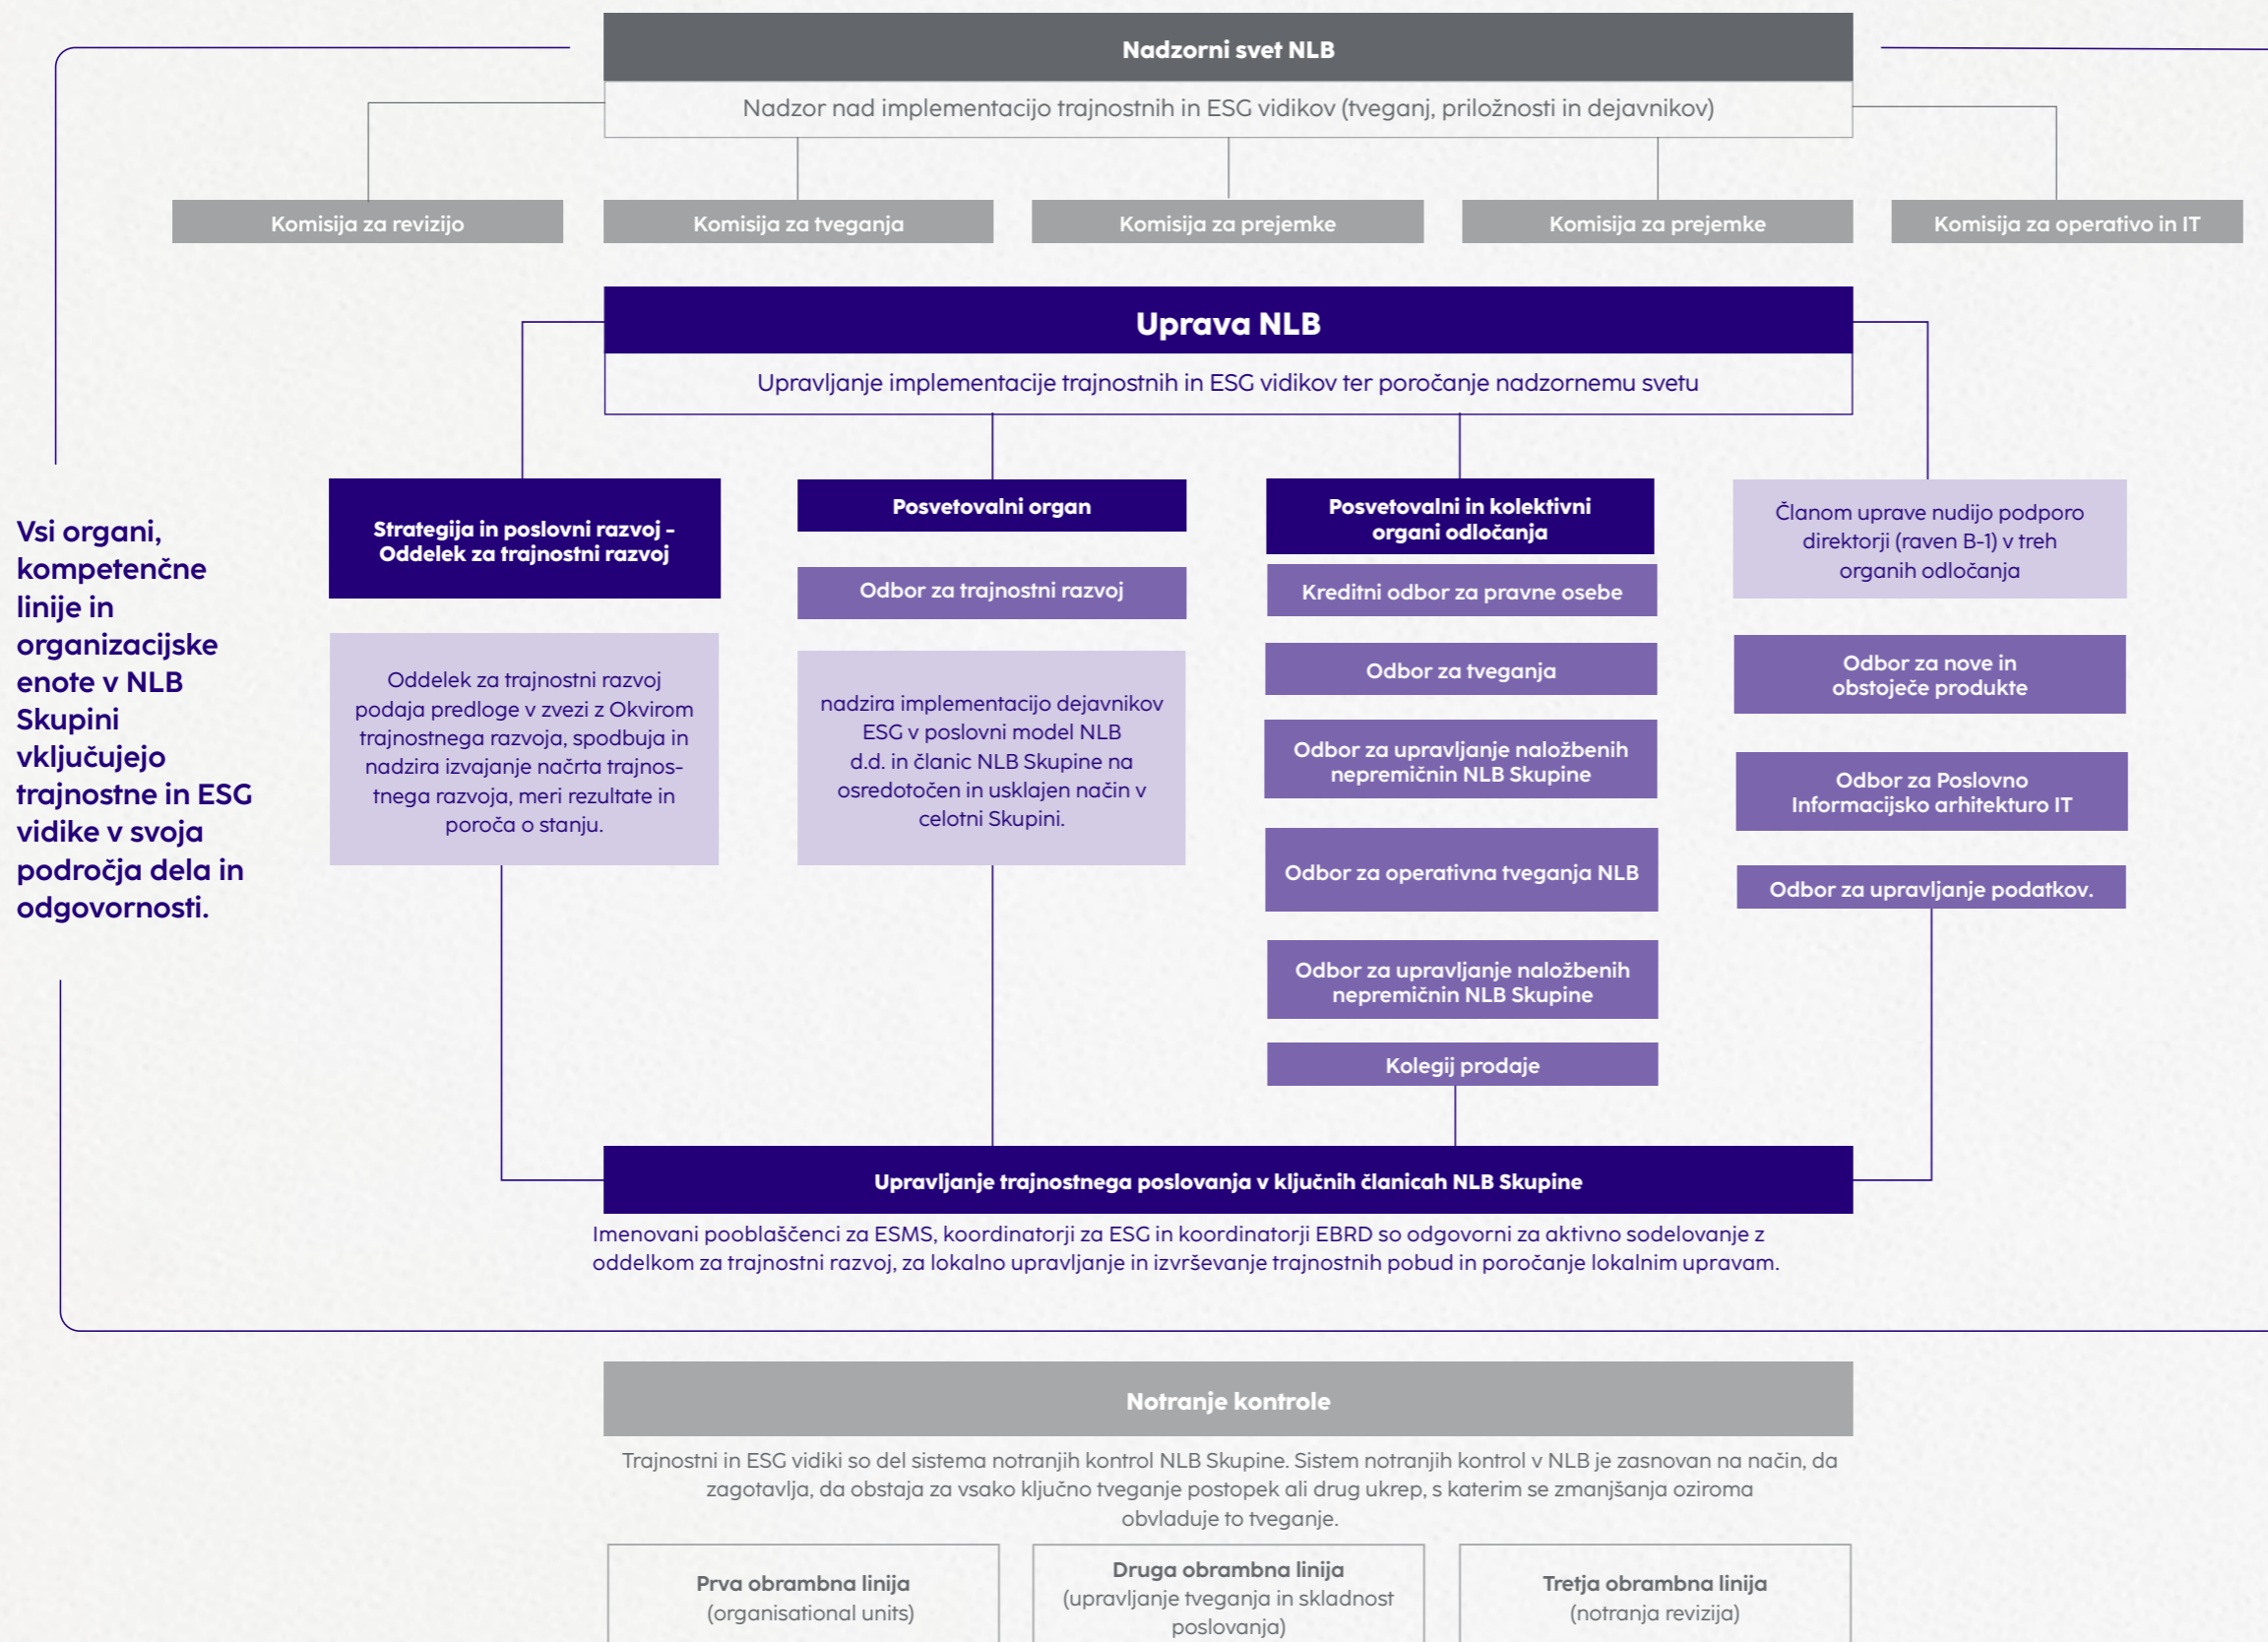 Nadzorni svet NLB
Nadzor nad implementacijo trajnostnih in ESG vidikov (tveganj, priložnosti in dejavnikov)
Komisija za revizijo
Komisija za tveganja
Komisija za prejemke
Komisija za prejemke
Komisija za operativo in IT
Uprava NLB
Upravljanje implementacije trajnostnih in ESG vidikov ter poročanje nadzornemu svetu
Vsi organi,
kompetenčne
linije in
organizacijske
enote v NLB
Skupini
vključujejo
trajnostne in ESG
vidike v svoja
področja dela in
odgovornosti.
Strategija in poslovni razvoj -
Oddelek za trajnostni razvoj
Oddelek za trajnostni razvoj
podaja predloge v zvezi z Okvirom
trajnostnega razvoja, spodbuja in
nadzira izvajanje načrta trajnos-
tnega razvoja, meri rezultate in
poroča o stanju.
Posvetovalni organ
Odbor za trajnostni razvoj
nadzira implementacijo dejavnikov
ESG v poslovni model NLB
d.d. in članic NLB Skupine na
osredotočen in usklajen način v
celotni Skupini.
Posvetovalni in kolektivni
organi odločanja
Kreditni odbor za pravne osebe
Odbor za tveganja
Odbor za upravljanje naložbenih
nepremičnin NLB Skupine
Odbor za operativna tveganja NLB
Odbor za upravljanje naložbenih
nepremičnin NLB Skupine
Kolegij prodaje
Članom uprave nudijo podporo
direktorji (raven B-1) v treh
organih odločanja
Odbor za nove in
obstoječe produkte
Odbor za Poslovno
Informacijsko arhitekturo IT
Odbor za upravljanje podatkov.
Upravljanje trajnostnega poslovanja v ključnih članicah NLB Skupine
Imenovani pooblaščenci za ESMS, koordinatorji za ESG in koordinatorji EBRD so odgovorni za aktivno sodelovanje z
oddelkom za trajnostni razvoj, za lokalno upravljanje in izvrševanje trajnostnih pobud in poročanje lokalnim upravam.
Notranje kontrole
Trajnostni in ESG vidiki so del sistema notranjih kontrol NLB Skupine. Sistem notranjih kontrol v NLB je zasnovan na način, da
zagotavlja, da obstaja za vsako ključno tveganje postopek ali drug ukrep, s katerim se zmanjšanja oziroma
obvladuje to tveganje.
Prva obrambna linija
(organisational units)
Druga obrambna linija
(upravljanje tveganja in skladnost
poslovanja)
Tretja obrambna linija
(notranja revizija)